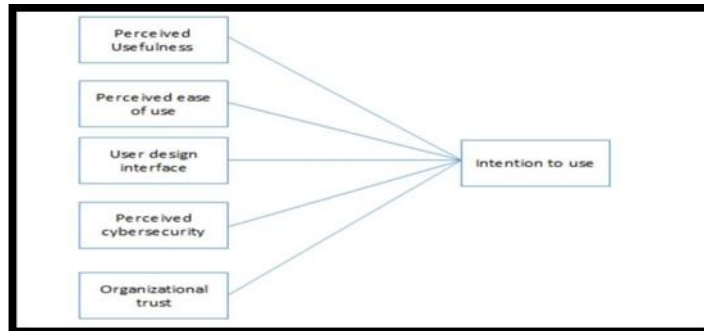 Perceived
Usefulness
Perceived ease
of use
User design
interface
Intention to use
Perceived
cybersecurity
Organizational
trust